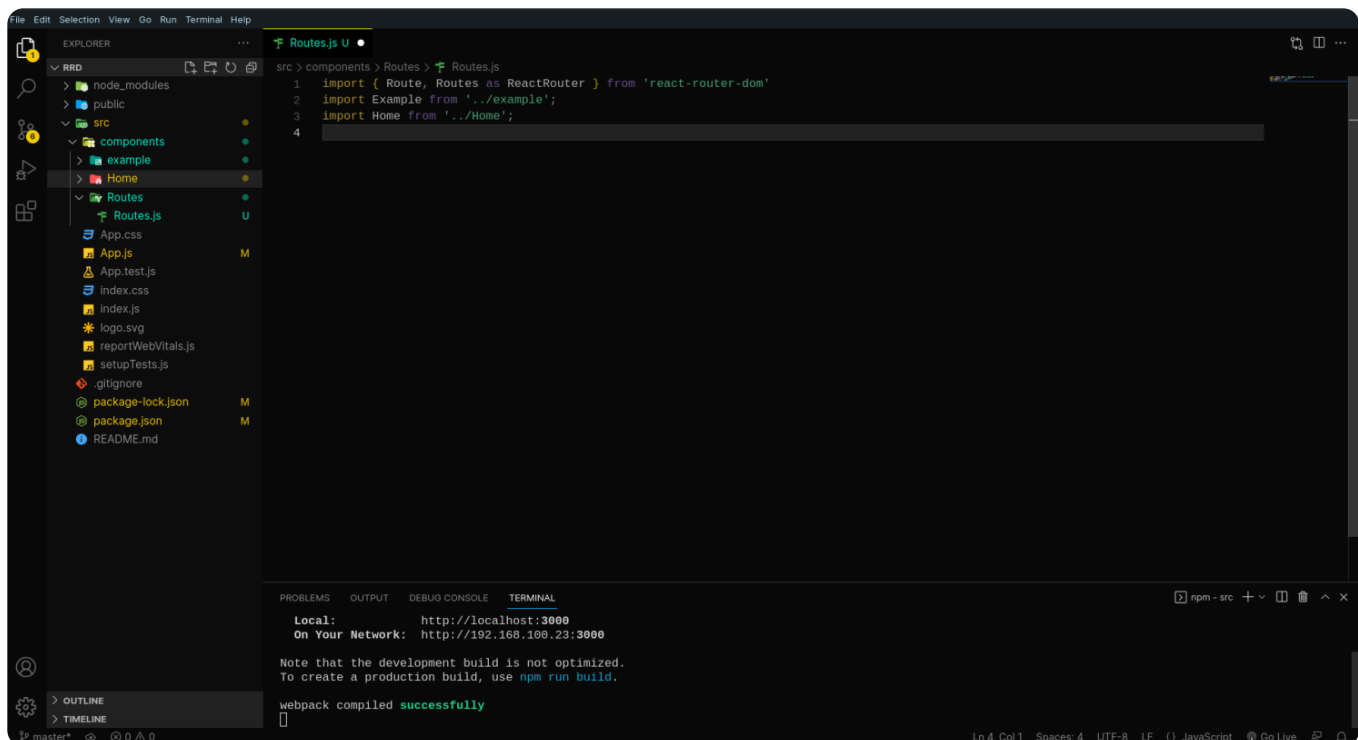 File Edit Selection View Go Run Terminal Help
1
6
EXPLORER
RRD
node_modules
public
src
components
example
Home
Routes
Routes.js U
App.css
App.js M
App.test.js
index.css
index.js
logo.svg
reportWebVitals.js
setupTests.js
.gitignore
package-lock.json M
package.json M
README.md
OUTLINE
TIMELINE
Routes.js U
src > components > Routes > Routes.js
1 import { Route, Routes as ReactRouter } from 'react-router-dom'
2 import Example from '../example';
3 import Home from '../Home';
4
PROBLEMS OUTPUT DEBUG CONSOLE TERMINAL
npm - src
Local: http://localhost:3000
On Your Network: http://192.168.100.23:3000
Note that the development build is not optimized.
To create a production build, use npm run build.
webpack compiled successfully
master* 0 0 Ln 4, Col 1 Spaces: 4 UTF-8 LF {} JavaScript Go Live